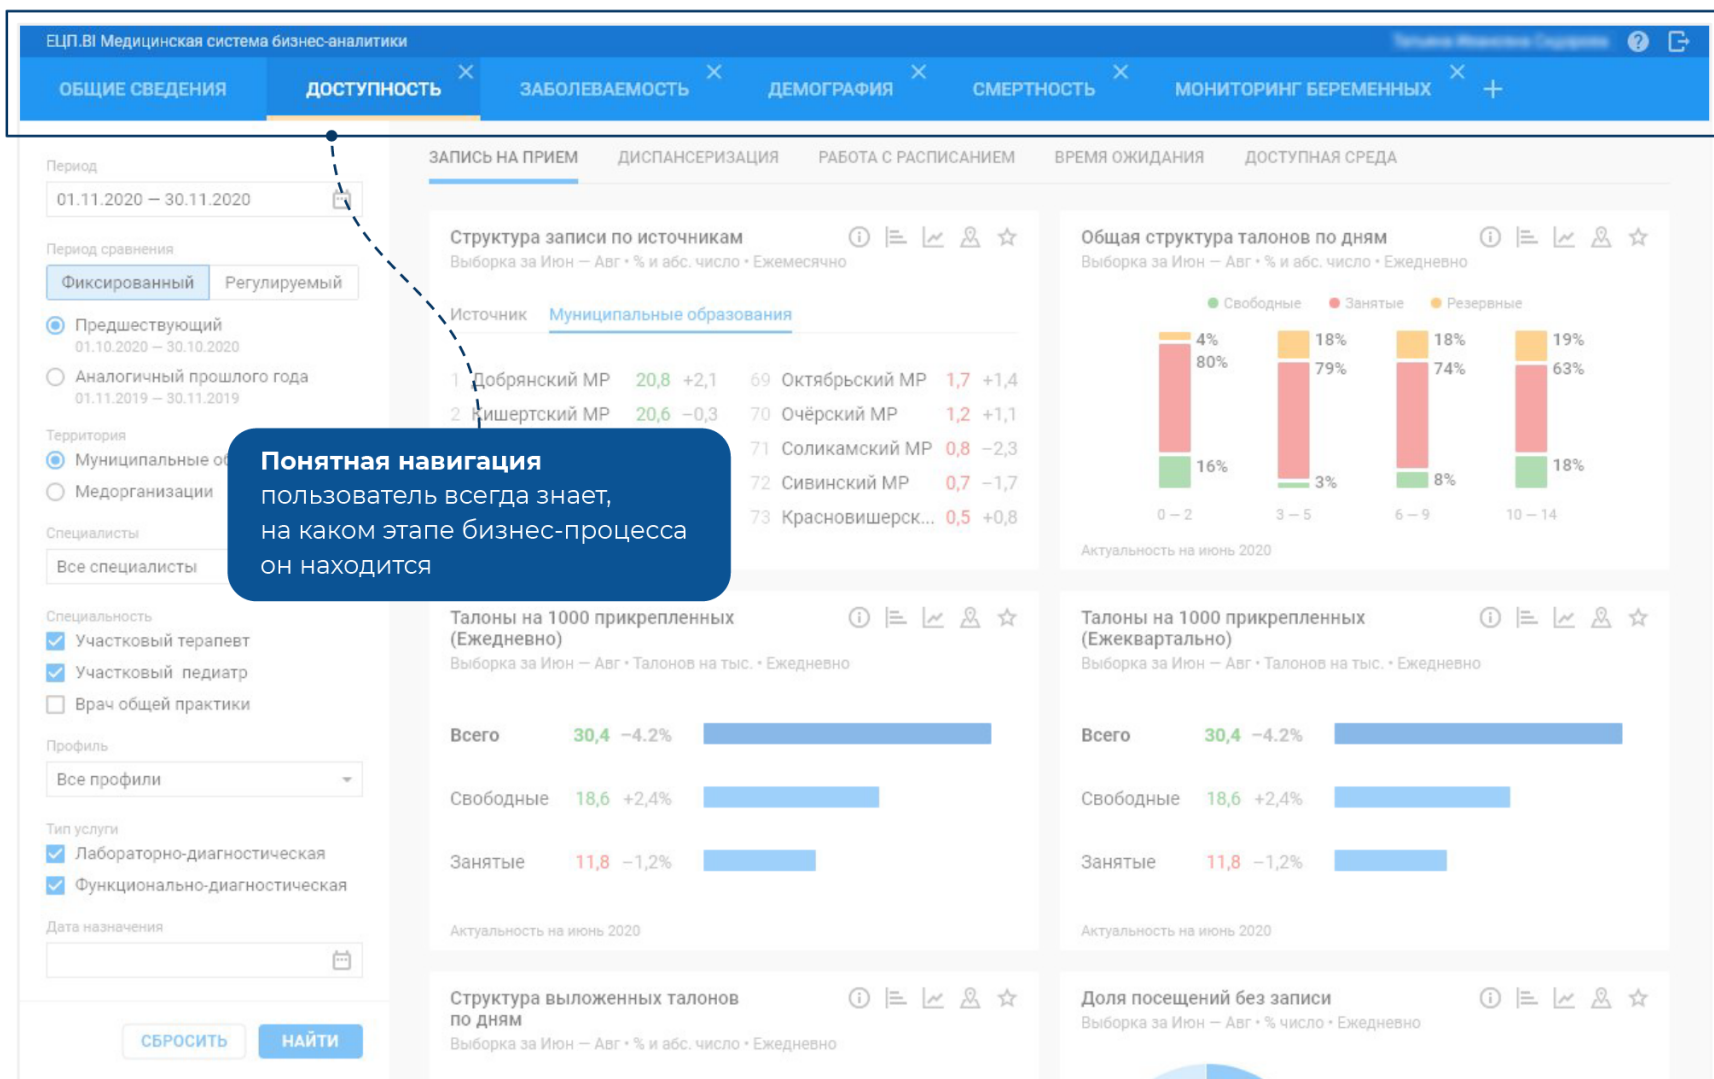 ЕЦП.BI Медицинская система бизнес-аналитики
ОБЩИЕ СВЕДЕНИЯ
ДОСТУПНОСТЬ
ЗАБОЛЕВАЕМОСТЬ
ДЕМОГРАФИЯ
СМЕРТНОСТЬ
МОНИТОРИНГ БЕРЕМЕННЫХ
Период
01.11.2020 — 30.11.2020
Период сравнения
Фиксированный
Регулируемый
Предшествующий
01.10.2020 — 30.10.2020
Аналогичный прошлого года
01.11.2019 — 30.11.2019
Территория
Муниципальные об
Медорганизации
Специалисты
Все специалисты
Специальность
Участковый терапевт
Участковый педиатр
Врач общей практики
Профиль
Все профили
Тип услуги
Лабораторно-диагностическая
Функционально-диагностическая
Дата назначения
СБРОСИТЬ
НАЙТИ
Понятная навигация
пользователь всегда знает,
на каком этапе бизнес-процесса
он находится
ЗАПИСЬ НА ПРИЕМ
ДИСПАНСЕРИЗАЦИЯ
РАБОТА С РАСПИСАНИЕМ
ВРЕМЯ ОЖИДАНИЯ
ДОСТУПНАЯ СРЕДА
Структура записи по источникам
Выборка за Июн — Авг • % и абс. число • Ежемесячно
Источник
Муниципальные образования
1 Добрянский МР 20,8 +2,1
2 Кишертский МР 20,6 −0,3
69 Октябрьский МР 1,7 +1,4
70 Очёрский МР 1,2 +1,1
71 Соликамский МР 0,8 −2,3
72 Сивинский МР 0,7 −1,7
73 Красновишерск... 0,5 +0,8
Общая структура талонов по дням
Выборка за Июн — Авг • % и абс. число • Ежедневно
Свободные
Занятые
Резервные
4%
80%
16%
18%
79%
3%
18%
74%
8%
19%
63%
18%
0 — 2
3 — 5
6 — 9
10 — 14
Актуальность на июнь 2020
Талоны на 1000 прикрепленных
(Ежедневно)
Выборка за Июн — Авг • Талонов на тыс. • Ежедневно
Всего 30,4 −4.2%
Свободные 18,6 +2,4%
Занятые 11,8 −1,2%
Актуальность на июнь 2020
Талоны на 1000 прикрепленных
(Ежеквартально)
Выборка за Июн — Авг • Талонов на тыс. • Ежедневно
Всего 30,4 −4.2%
Свободные 18,6 +2,4%
Занятые 11,8 −1,2%
Актуальность на июнь 2020
Структура выложенных талонов
по дням
Выборка за Июн — Авг • % и абс. число • Ежедневно
Доля посещений без записи
Выборка за Июн — Авг • % число • Ежедневно